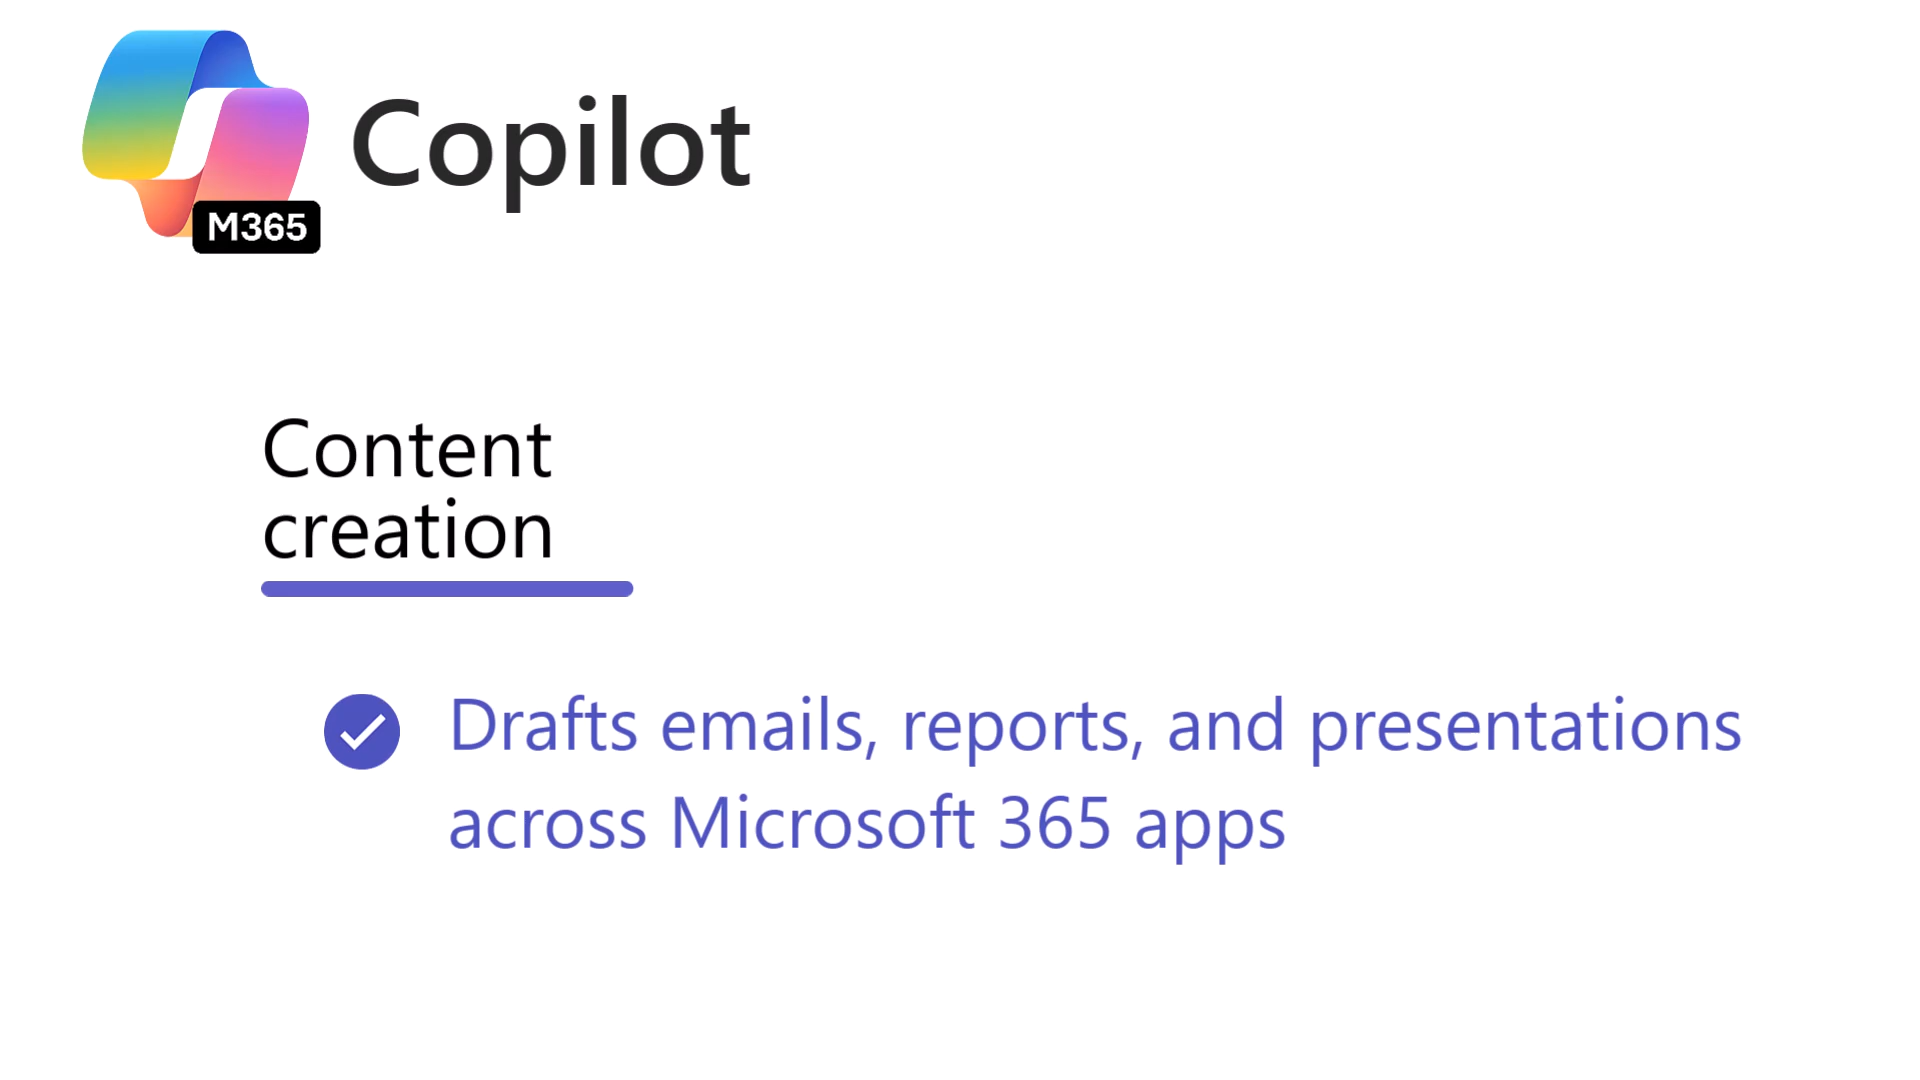 Copilot
M365
Content
creation
Drafts emails, reports, and presentations
across Microsoft 365 apps